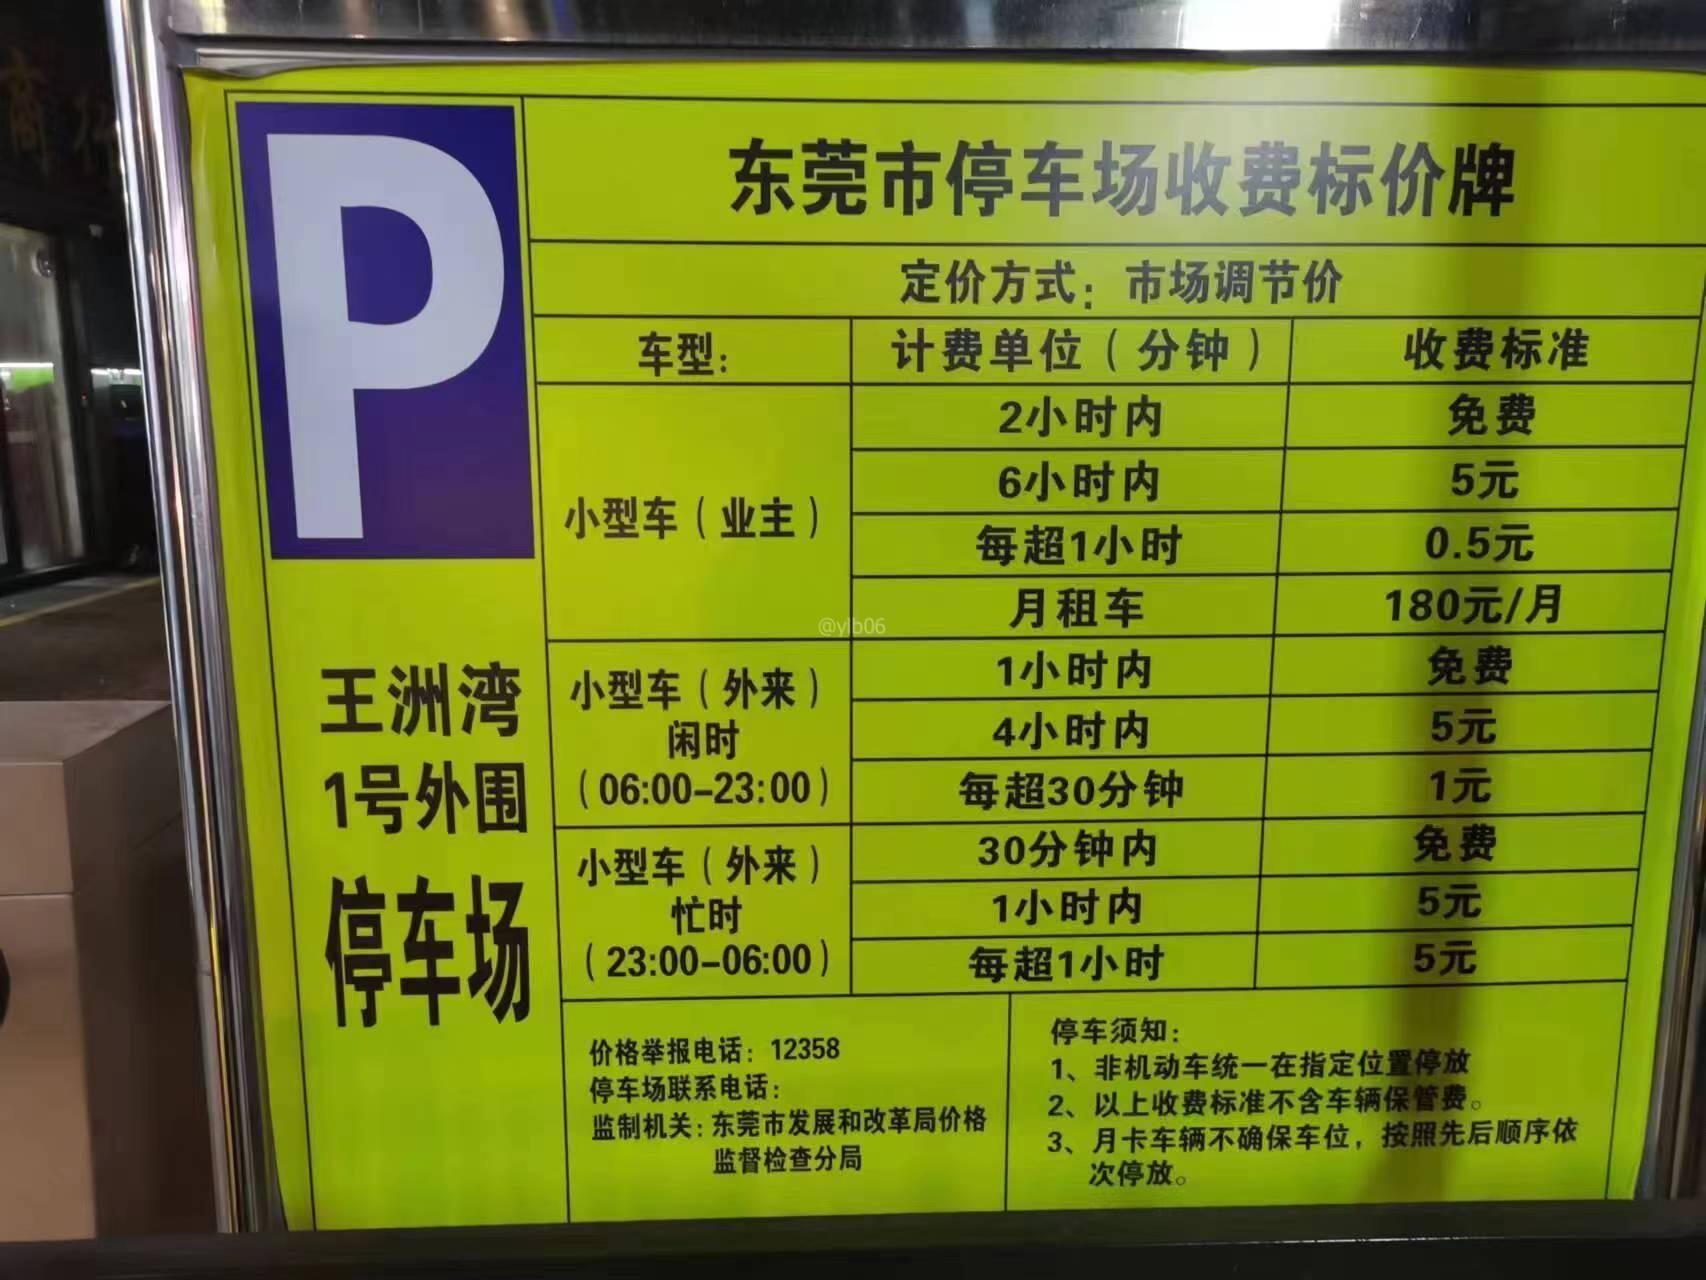 P
王洲湾
1号外围
停车场
东莞市停车场收费标价牌
定价方式：市场调节价
车型：
计费单位（分钟）
收费标准
小型车（业主）
2小时内
免费
6小时内
5元
每超1小时
0.5元
月租车
180元/月
小型车（外来）
闲时
（06:00-23:00）
1小时内
免费
4小时内
5元
每超30分钟
1元
小型车（外来）
忙时
（23:00-06:00）
30分钟内
免费
1小时内
5元
每超1小时
5元
价格举报电话：12358
停车场联系电话：
监制机关：东莞市发展和改革局价格
监督检查分局
停车须知：
1、非机动车统一在指定位置停放
2、以上收费标准不含车辆保管费。
3、月卡车辆不确保车位，按照先后顺序依
次停放。
@ylb06